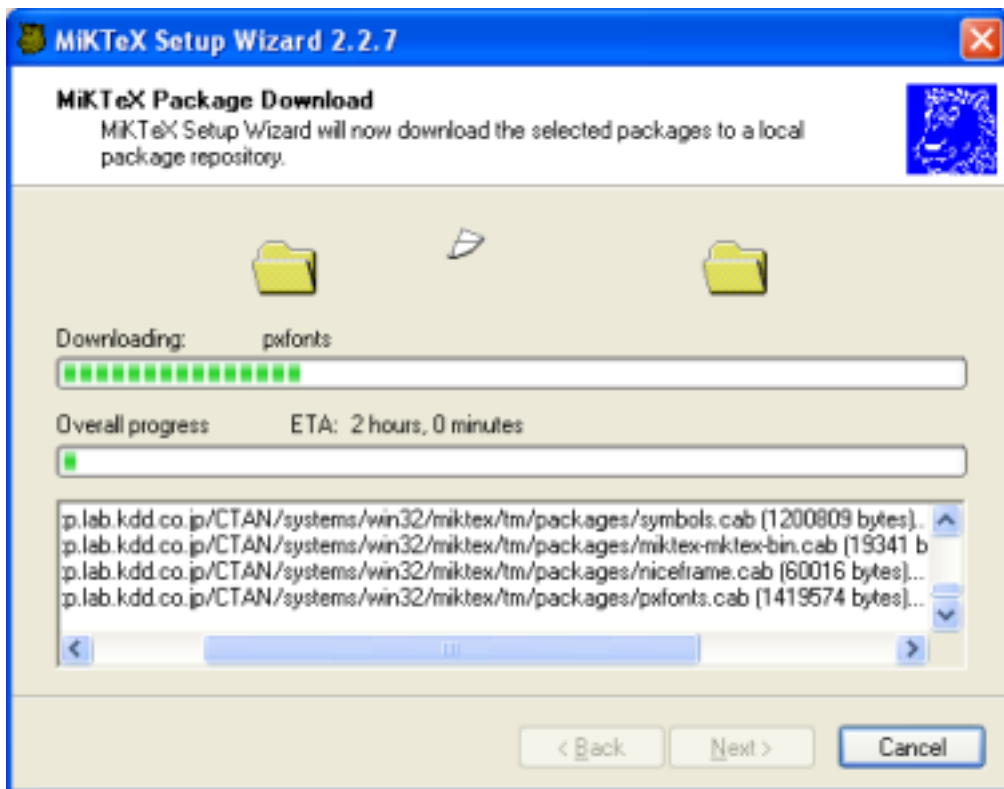 MiKTeX Setup Wizard 2.2.7
MiKTeX Package Download
MiKTeX Setup Wizard will now download the selected packages to a local
package repository.
Downloading: pxfonts
Overall progress ETA: 2 hours, 0 minutes
:p.lab.kdd.co.jp/CTAN/systems/win32/miktex/tm/packages/symbols.cab (1200809 bytes)..
:p.lab.kdd.co.jp/CTAN/systems/win32/miktex/tm/packages/miktex-mktex-bin.cab (19341 b
:p.lab.kdd.co.jp/CTAN/systems/win32/miktex/tm/packages/niceframe.cab (60016 bytes)...
:p.lab.kdd.co.jp/CTAN/systems/win32/miktex/tm/packages/pxfonts.cab (1419574 bytes)...
< Back Next > Cancel